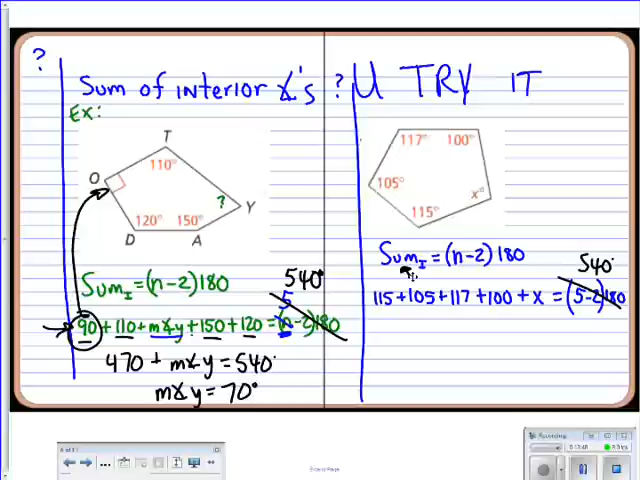 ?
Sum of interior ∡'s ?
Ex:
T
110°
O
?
Y
120°
150°
D
A
Sum_I = (n-2)180
540°
5
90 + 110 + m∡y + 150 + 120 = (n-2)180
470 + m∡y = 540°
m∡y = 70°
U TRY IT
117°
100°
105°
x°
115°
Sum_I = (n-2)180
540°
115 + 105 + 117 + 100 + x = (5-2)180
Recording...